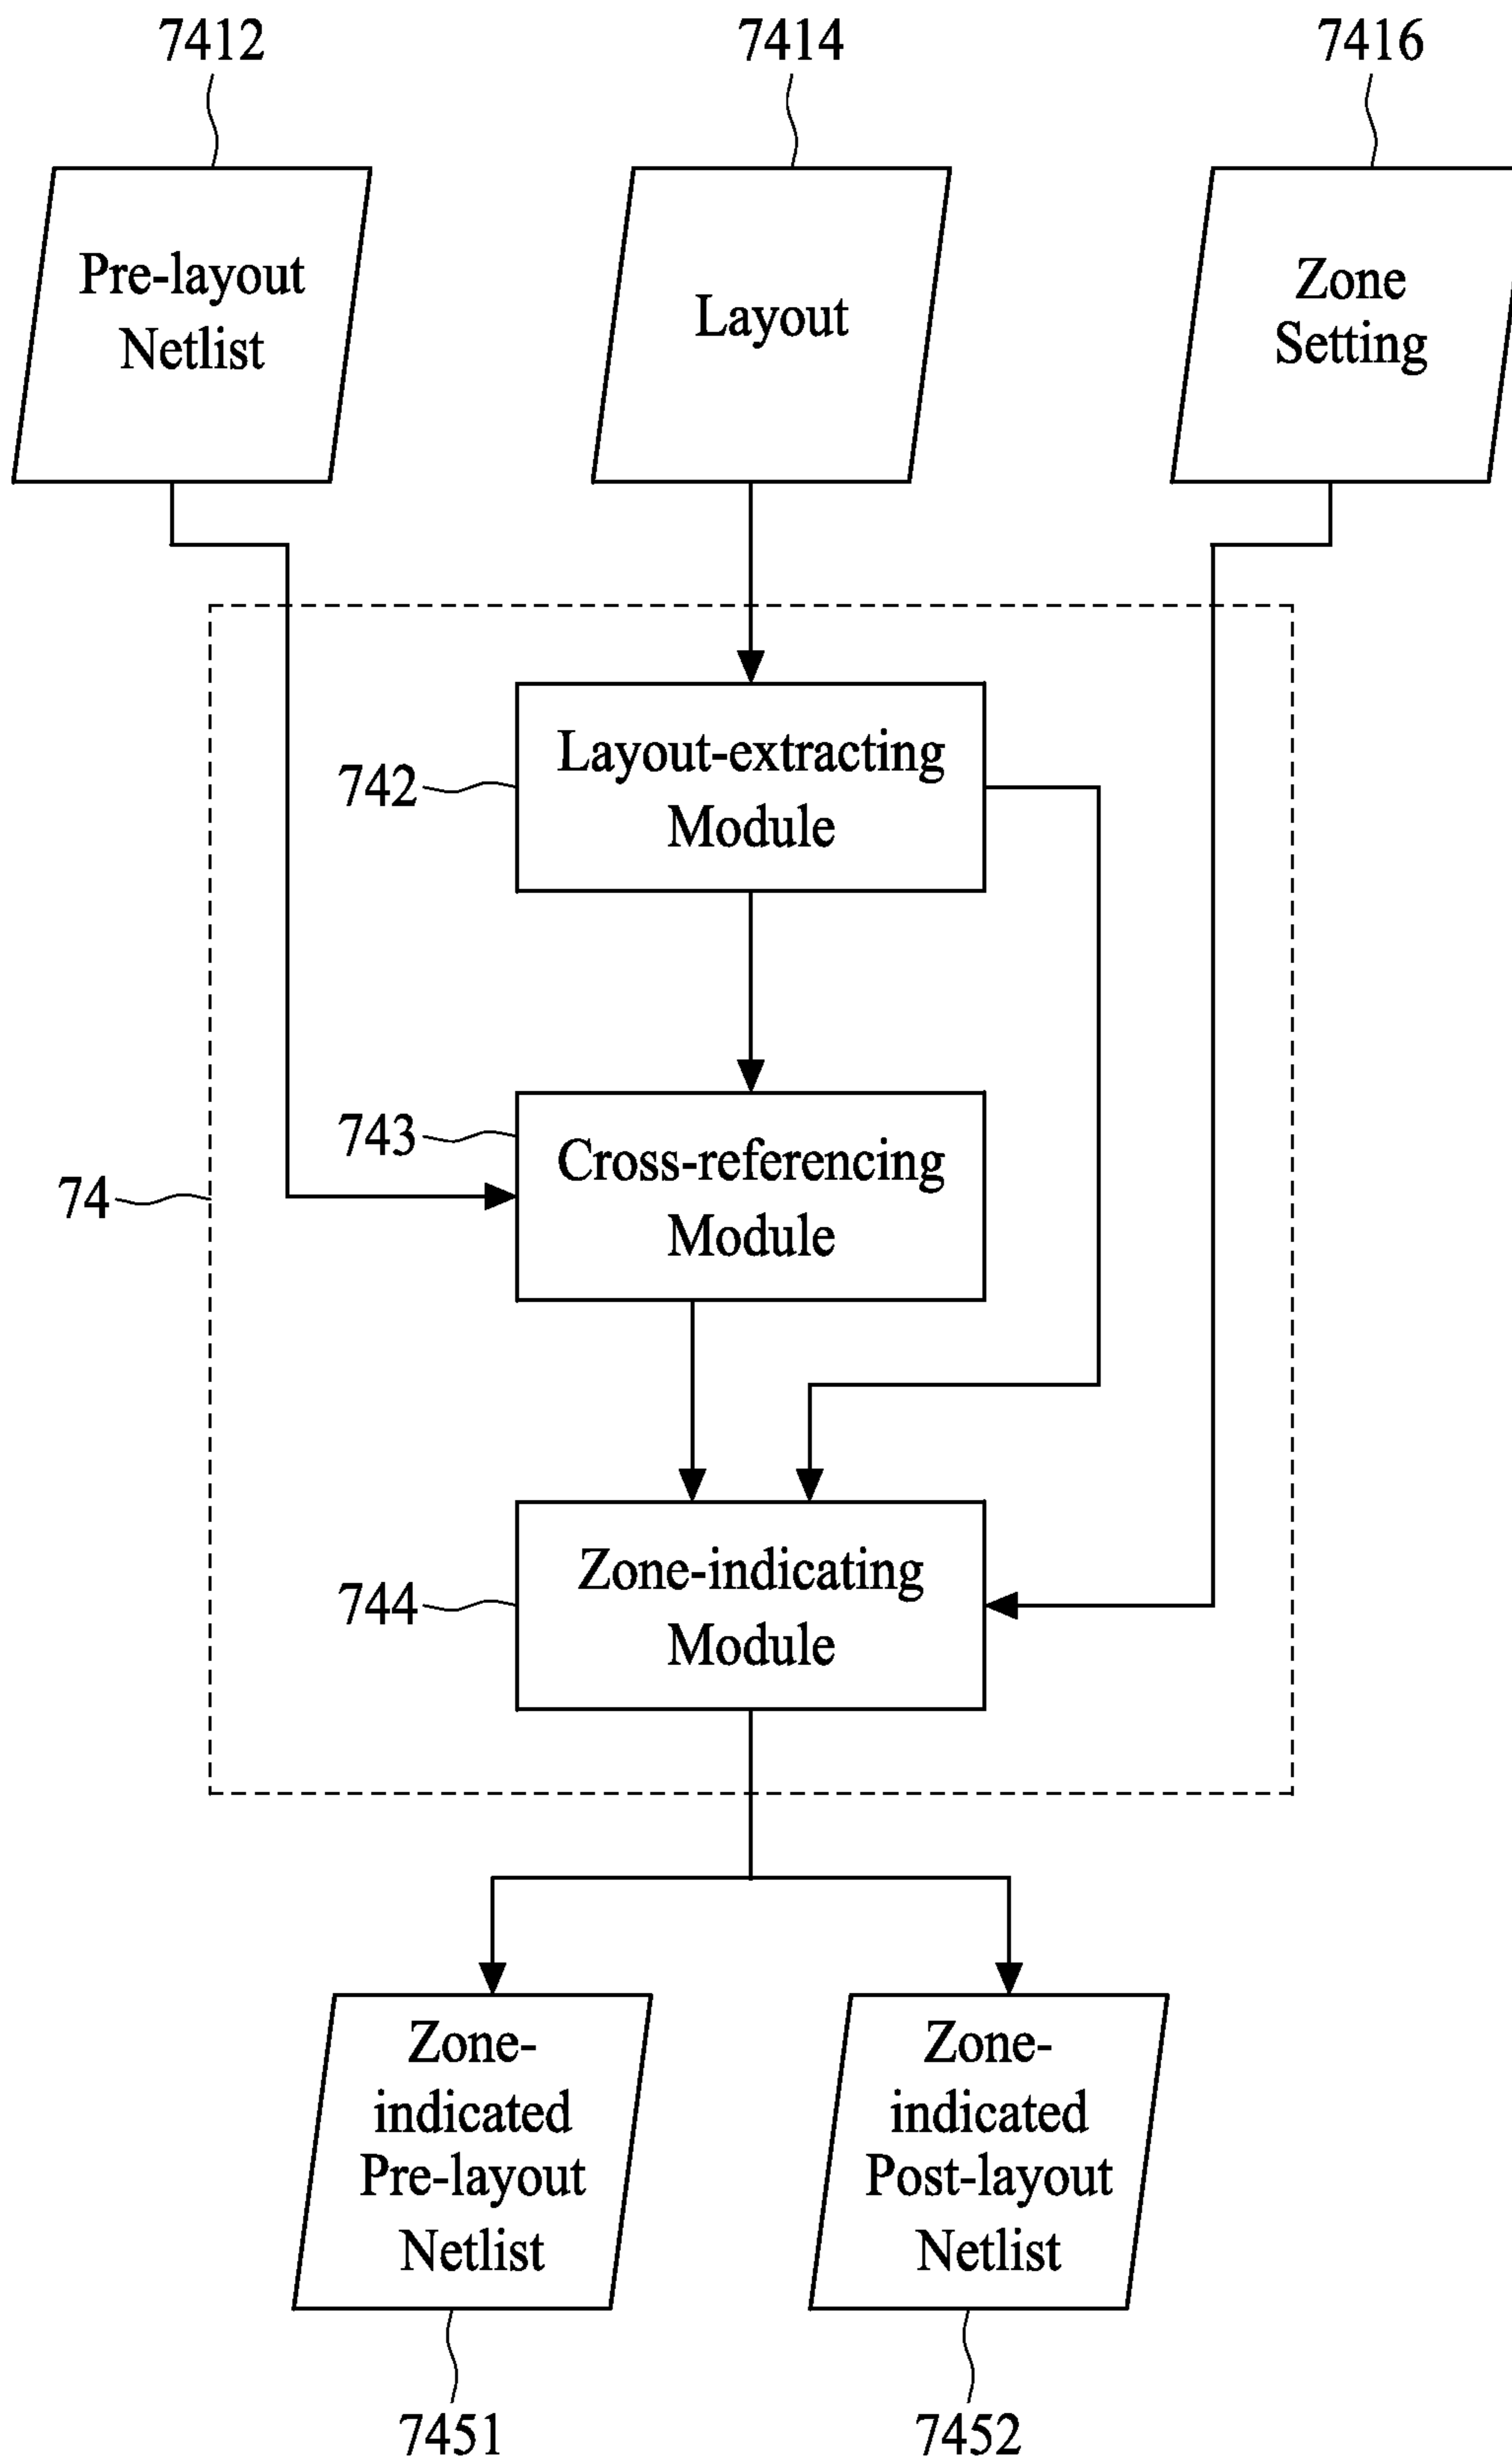 7412
7414
7416
Pre-layout
Netlist
Layout
Zone
Setting
742
Layout-extracting
Module
743
Cross-referencing
Module
74
744
Zone-indicating
Module
Zone-
indicated
Pre-layout
Netlist
Zone-
indicated
Post-layout
Netlist
7451
7452